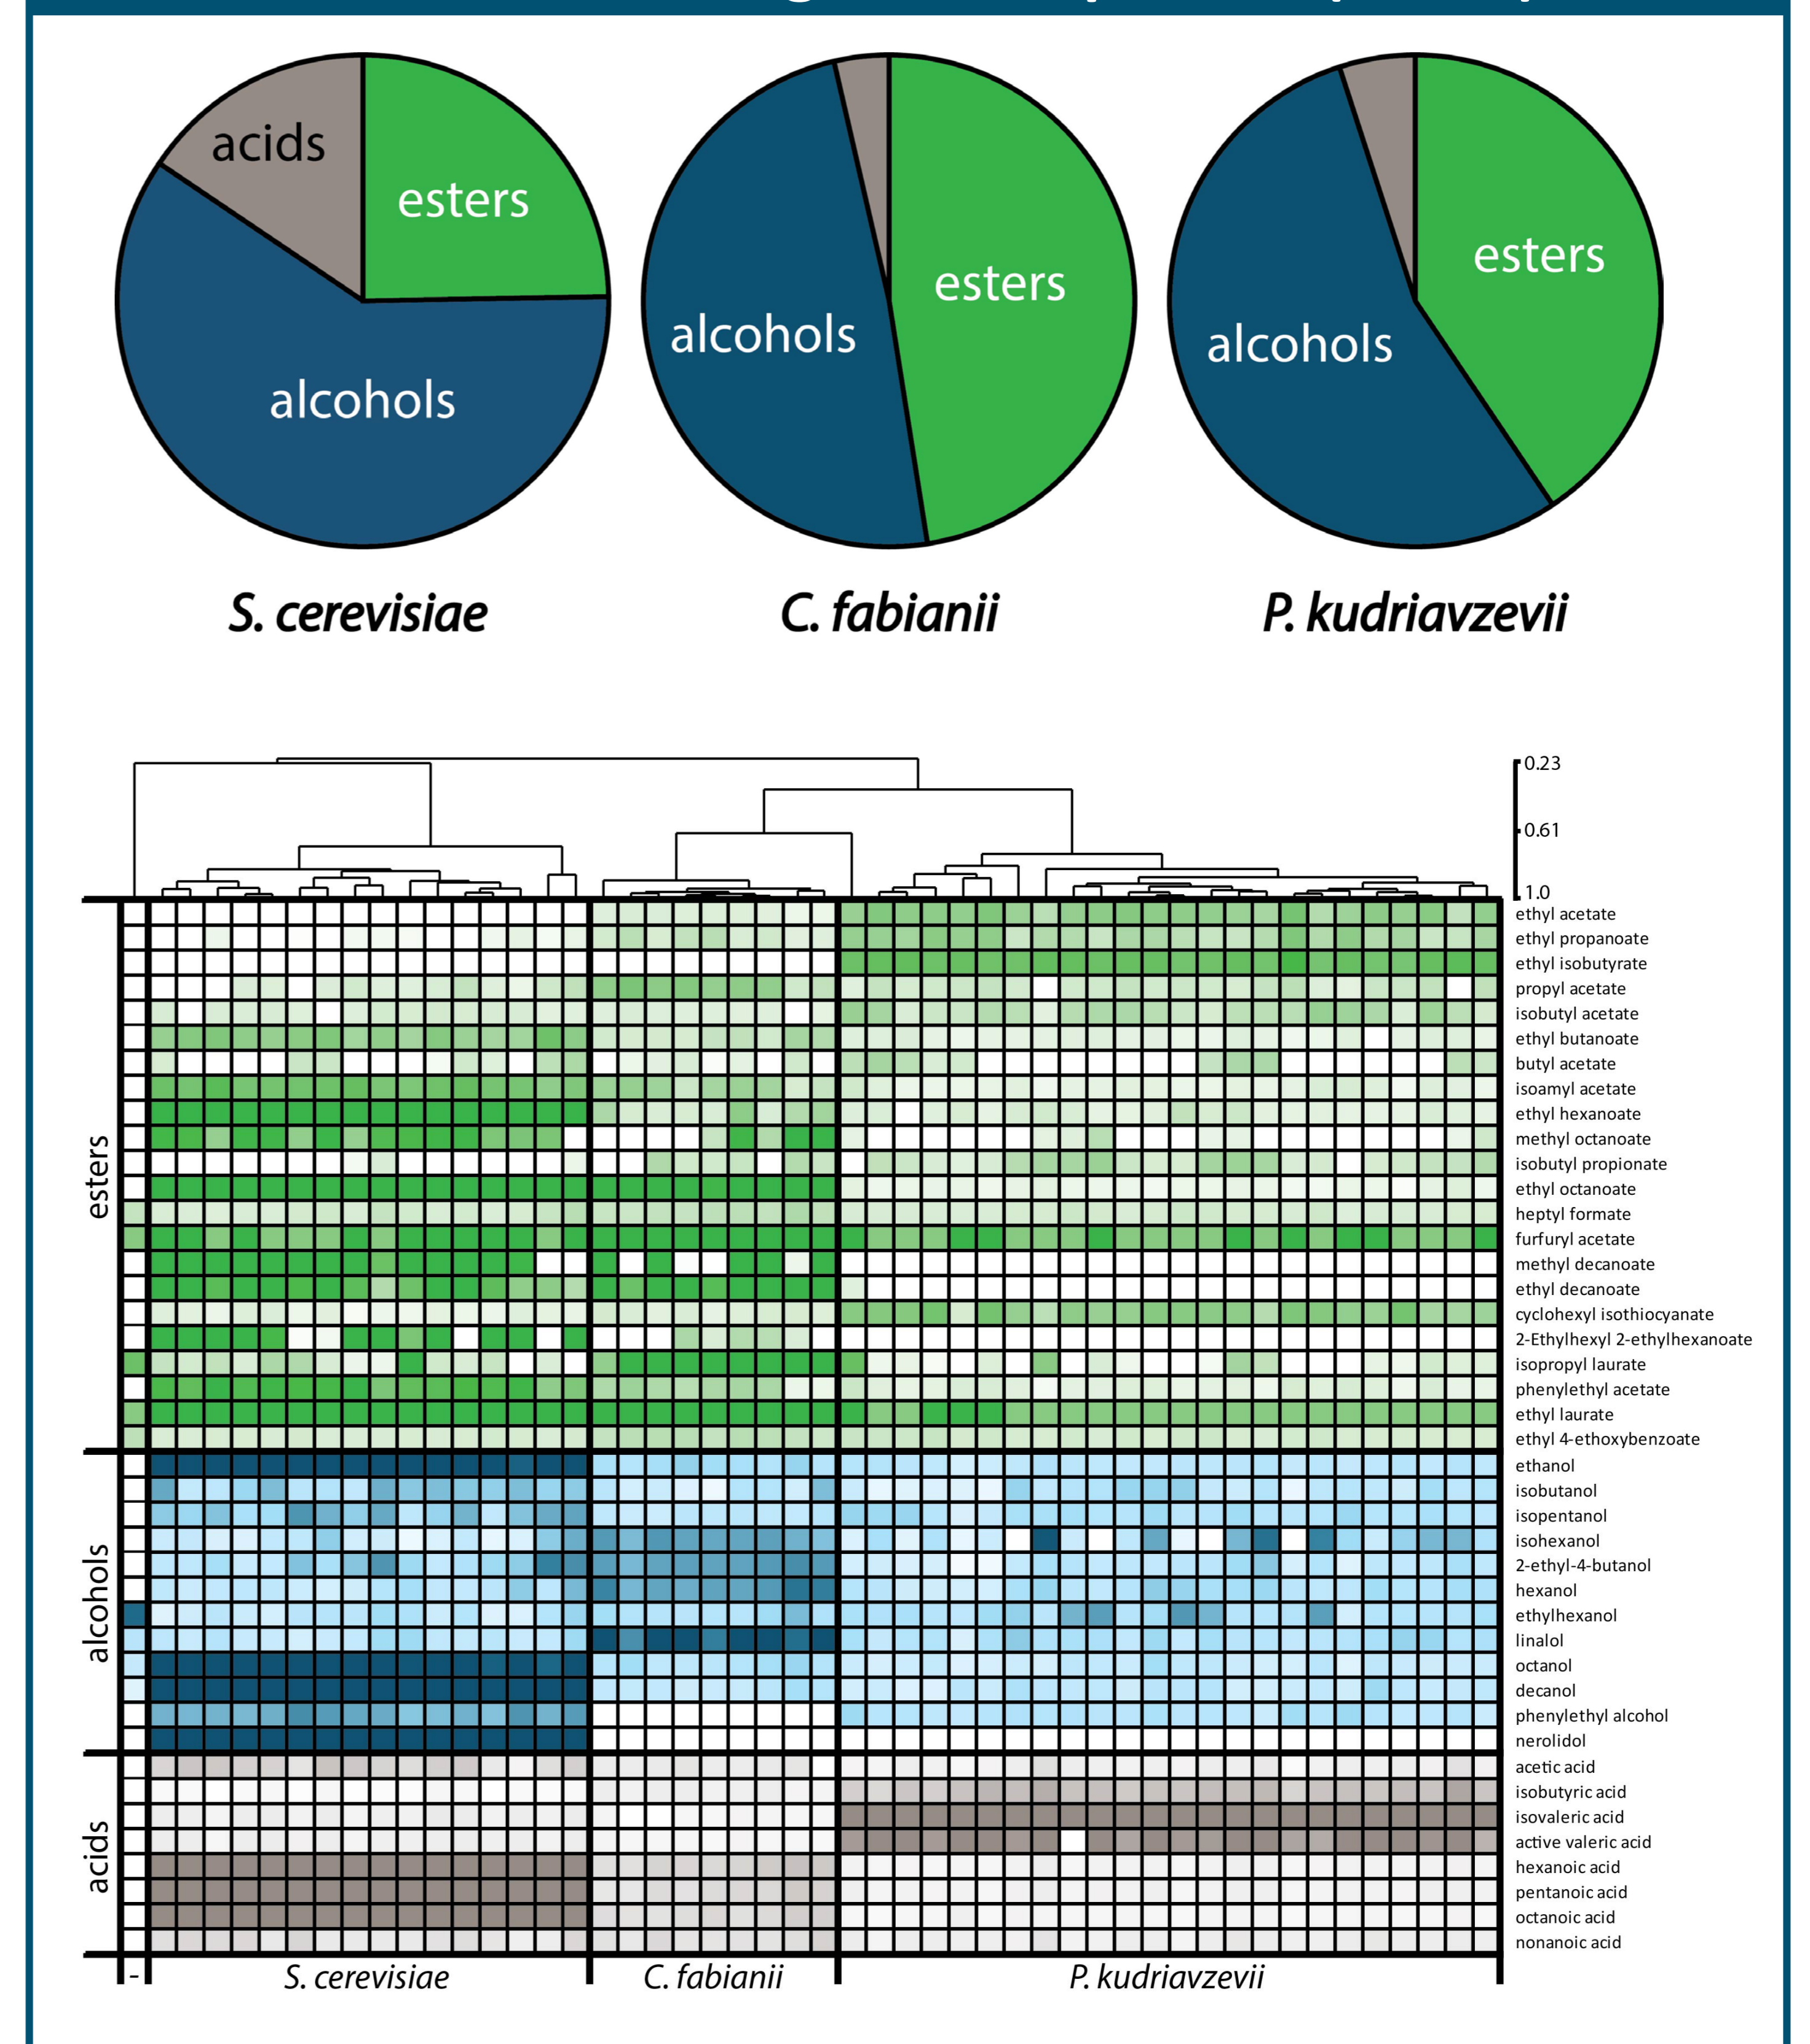 acids
esters
alcohols
esters
alcohols
esters
alcohols
S. cerevisiae
C. fabianii
P. kudriavzevii
0.23
0.61
1.0
esters
ethyl acetate
ethyl propanoate
ethyl isobutyrate
propyl acetate
isobutyl acetate
ethyl butanoate
butyl acetate
isoamyl acetate
ethyl hexanoate
methyl octanoate
isobutyl propionate
ethyl octanoate
heptyl formate
furfuryl acetate
methyl decanoate
ethyl decanoate
cyclohexyl isothiocyanate
2-Ethylhexyl 2-ethylhexanoate
isopropyl laurate
phenylethyl acetate
ethyl laurate
ethyl 4-ethoxybenzoate
alcohols
ethanol
isobutanol
isopentanol
isohexanol
2-ethyl-4-butanol
hexanol
ethylhexanol
linalol
octanol
decanol
phenylethyl alcohol
nerolidol
acids
acetic acid
isobutyric acid
isovaleric acid
active valeric acid
hexanoic acid
pentanoic acid
octanoic acid
nonanoic acid
-
S. cerevisiae
C. fabianii
P. kudriavzevii